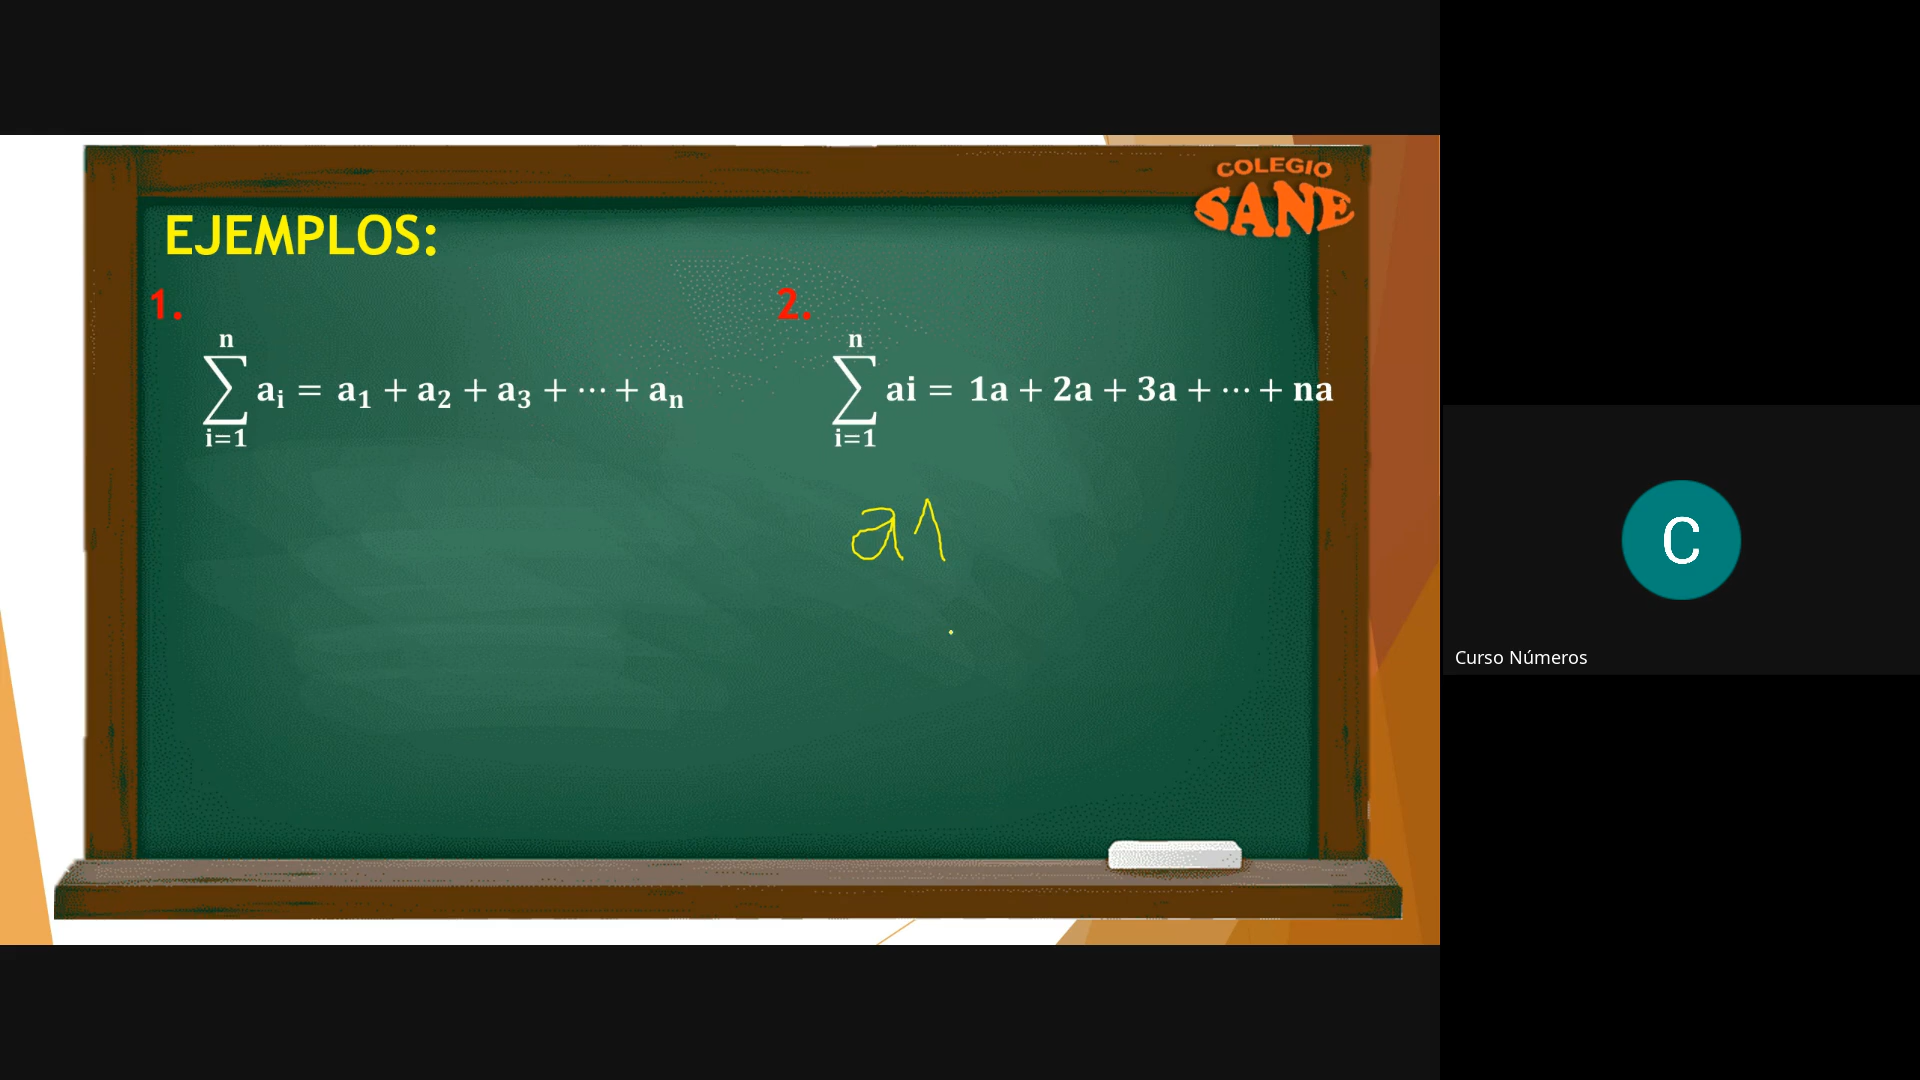 COLEGIO
SANE
EJEMPLOS:
1.
n
∑ aᵢ = a₁ + a₂ + a₃ + ··· + aₙ
i=1
2.
n
∑ ai = 1a + 2a + 3a + ··· + na
i=1
a1
C
Curso Números